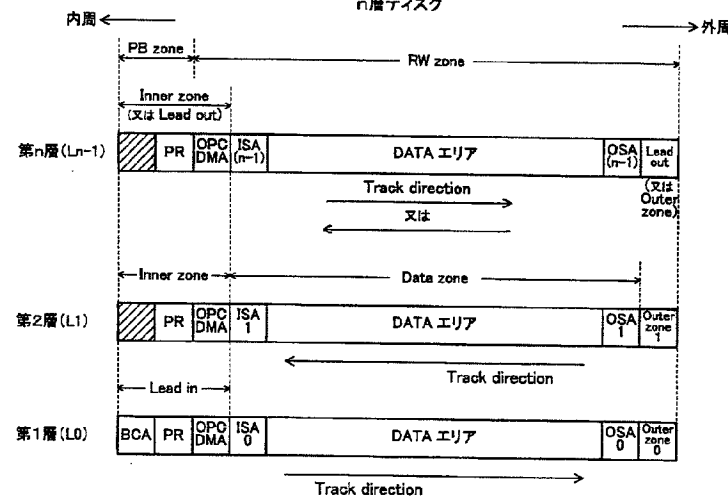 n層ディスク
内周
外周
PB zone
RW zone
Inner zone
(又は Lead out)
第n層(Ln-1)
PR
OPC
DMA
ISA
(n-1)
DATA エリア
OSA
(n-1)
Lead
out
(又は
Outer
zone)
Track direction
又は
Inner zone
Data zone
第2層(L1)
PR
OPC
DMA
ISA
1
DATA エリア
OSA
1
Outer
zone
1
Track direction
Lead in
第1層(L0)
BCA
PR
OPC
DMA
ISA
0
DATA エリア
OSA
0
Outer
zone
0
Track direction